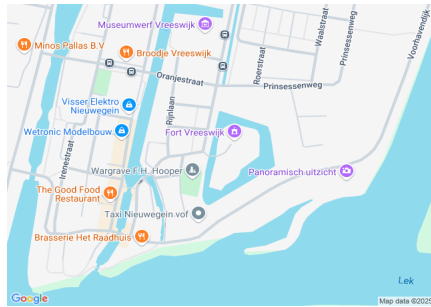 Museumwerf Vreeswijk
Minos Pallas B.V
Broodje Vreeswijk
Oranjestraat
Roerstraat
Waalstraat
Prinsessenweg
Prinsessenweg
Voorhavendijk
Visser Elektro
Nieuwegein
Wetronic Modelbouw
Rijnlaan
Fort Vreeswijk
Irenestraat
Wargrave F.H. Hooper
Panoramisch uitzicht
The Good Food
Restaurant
Taxi Nieuwegein vof
Brasserie Het Raadhuis
Lek
Google
Map data ©2025